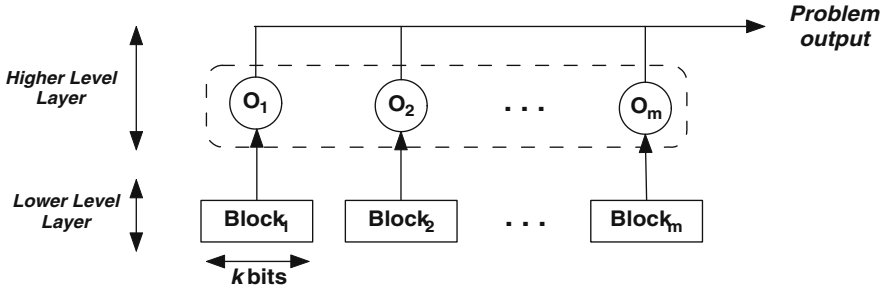 Problem
output
Higher Level
Layer
O1 O2 . . . Om
Lower Level
Layer
Block1 Block2 . . . Blockm
k bits